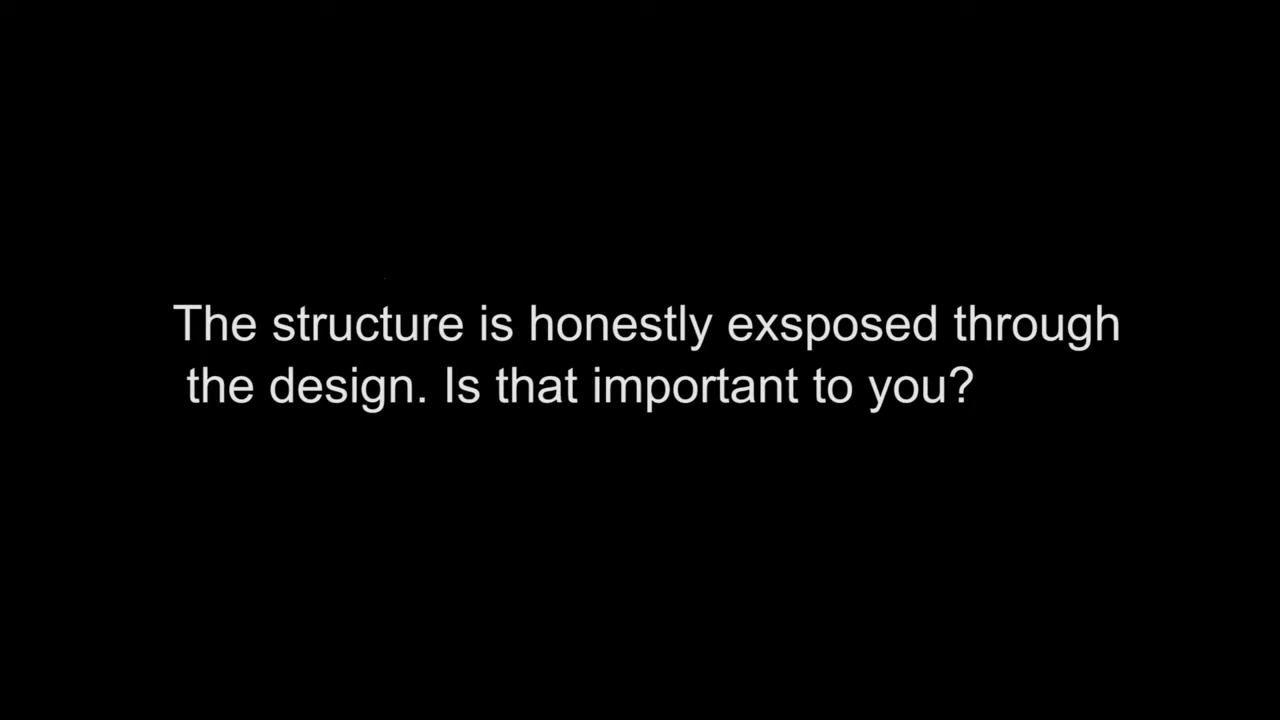 The structure is honestly exsposed through
the design. Is that important to you?